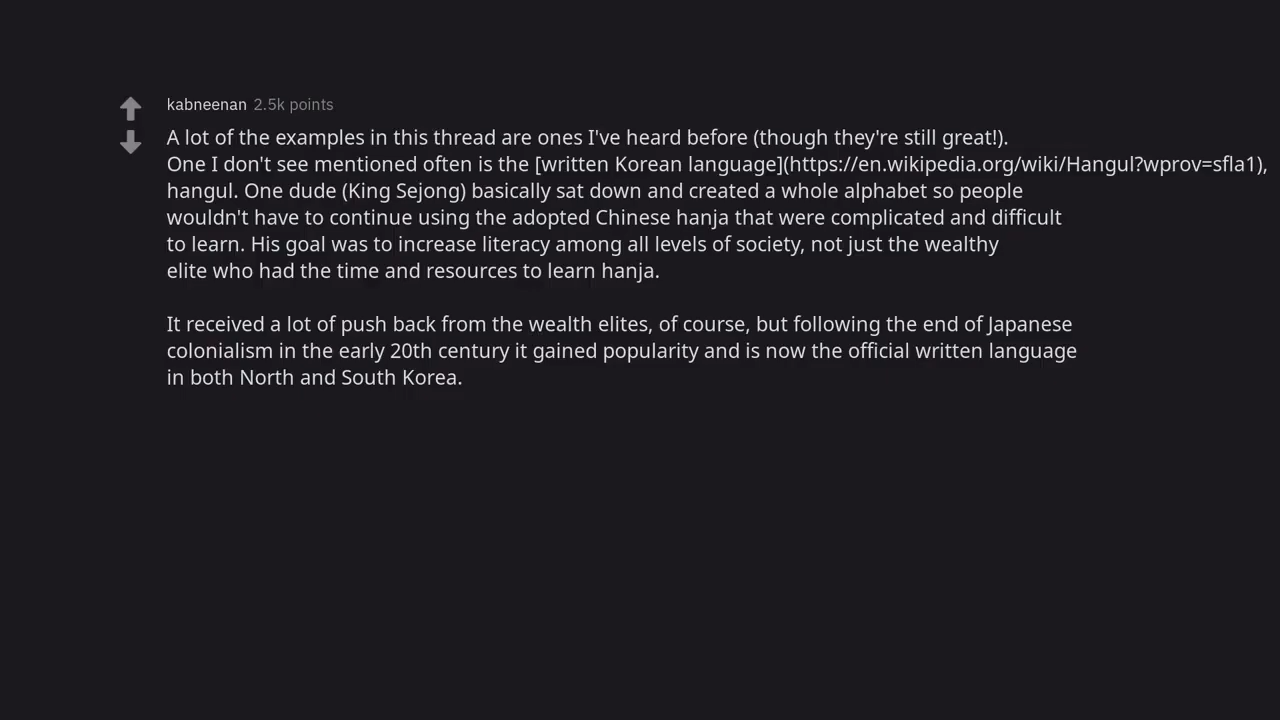 kabneenan 2.5k points
A lot of the examples in this thread are ones I've heard before (though they're still great!).
One I don't see mentioned often is the [written Korean language](https://en.wikipedia.org/wiki/Hangul?wprov=sfla1),
hangul. One dude (King Sejong) basically sat down and created a whole alphabet so people
wouldn't have to continue using the adopted Chinese hanja that were complicated and difficult
to learn. His goal was to increase literacy among all levels of society, not just the wealthy
elite who had the time and resources to learn hanja.
It received a lot of push back from the wealth elites, of course, but following the end of Japanese
colonialism in the early 20th century it gained popularity and is now the official written language
in both North and South Korea.